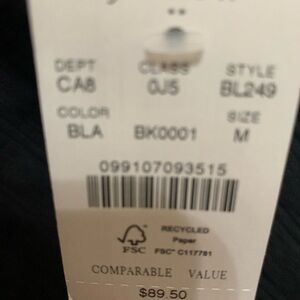 DEPT CLASS STYLE
CA8 0J5 BL249
COLOR SIZE
BLA BK0001 M
099107093515
RECYCLED
Paper
FSC FSC® C117781
COMPARABLE VALUE
$89.50